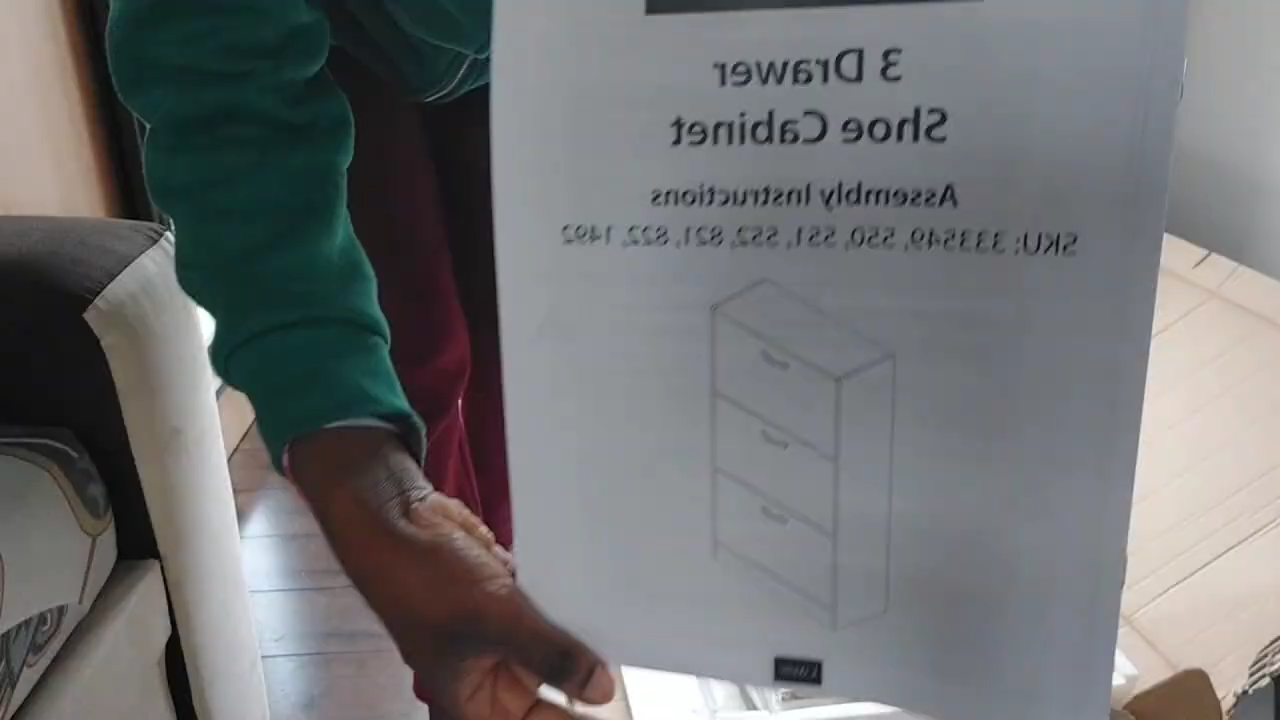 3 Drawer
Shoe Cabinet
Assembly Instructions
SKU: 333549, 550, 551, 552, 821, 822, 1492